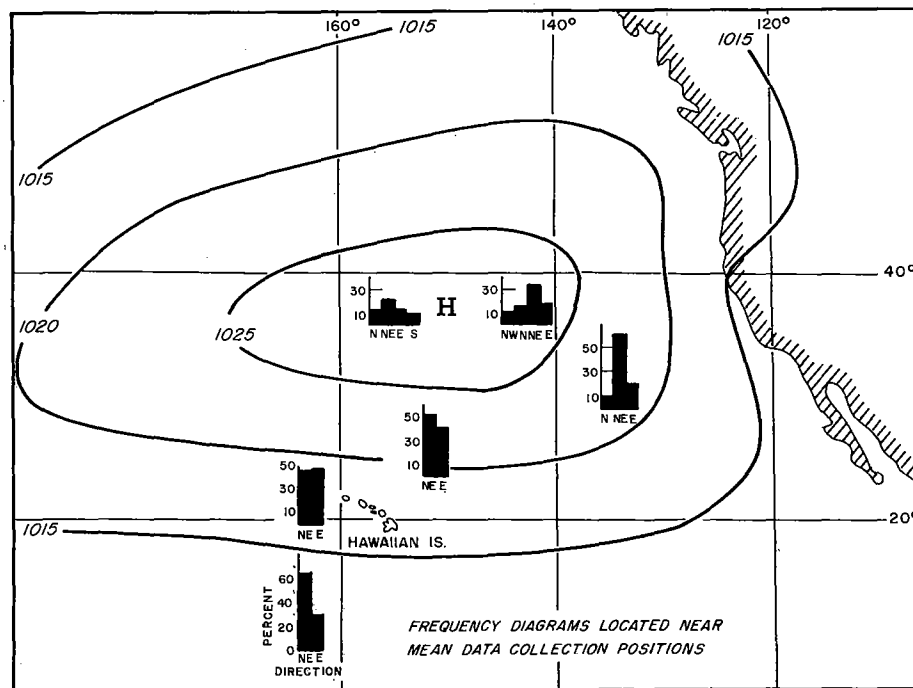 160° 140° 120°
1015
1015
1015
40°
30
10
N NE E S
H
30
10
NW N NE E
1020
1025
50
30
10
N NE E
50
30
10
NE E
50
30
10
NE E
1015
20°
HAWAIIAN IS.
PERCENT
60
40
20
0
NE E
DIRECTION
FREQUENCY DIAGRAMS LOCATED NEAR
MEAN DATA COLLECTION POSITIONS